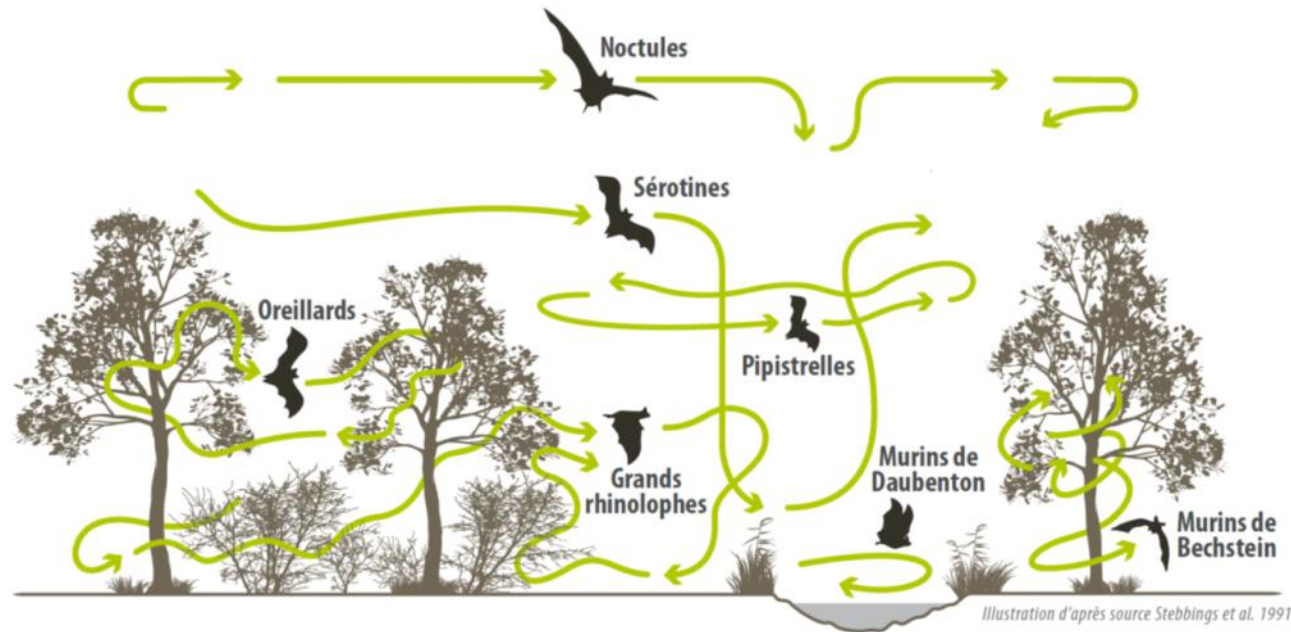 Noctules
Sérotines
Oreillards
Pipistrelles
Grands
rhinolophes
Murins de
Daubenton
Murins de
Bechstein
Illustration d'après source Stebbings et al. 1991